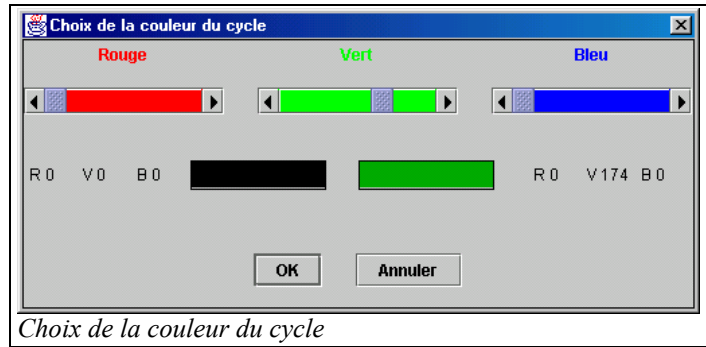 Choix de la couleur du cycle
Rouge Vert Bleu
R 0 V 0 B 0 R 0 V 174 B 0
OK Annuler
Choix de la couleur du cycle